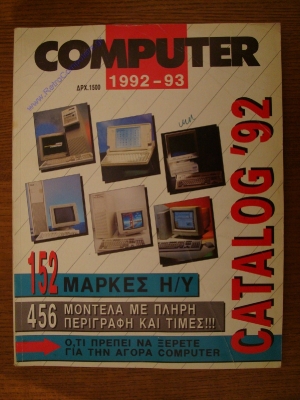 COMPUTER
1992-93
ΔΡΧ.1500
CATALOG '92
152 ΜΑΡΚΕΣ Η/Υ
456 ΜΟΝΤΕΛΑ ΜΕ ΠΛΗΡΗ
ΠΕΡΙΓΡΑΦΗ ΚΑΙ ΤΙΜΕΣ!!!
Ο,ΤΙ ΠΡΕΠΕΙ ΝΑ ΞΕΡΕΤΕ
ΓΙΑ ΤΗΝ ΑΓΟΡΑ COMPUTER